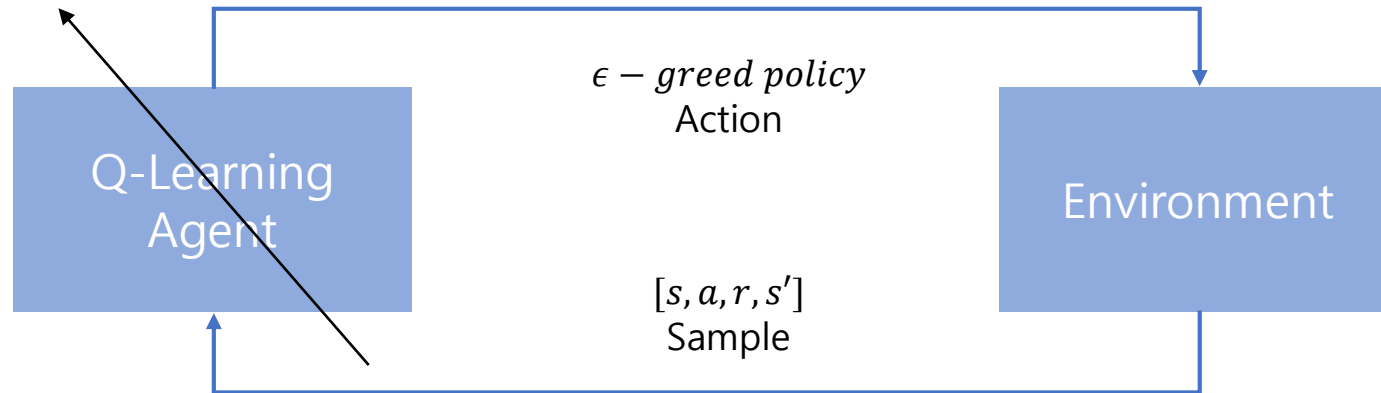 ϵ − greed policy
Action
Q-Learning
Agent
Environment
[s, a, r, s′]
Sample